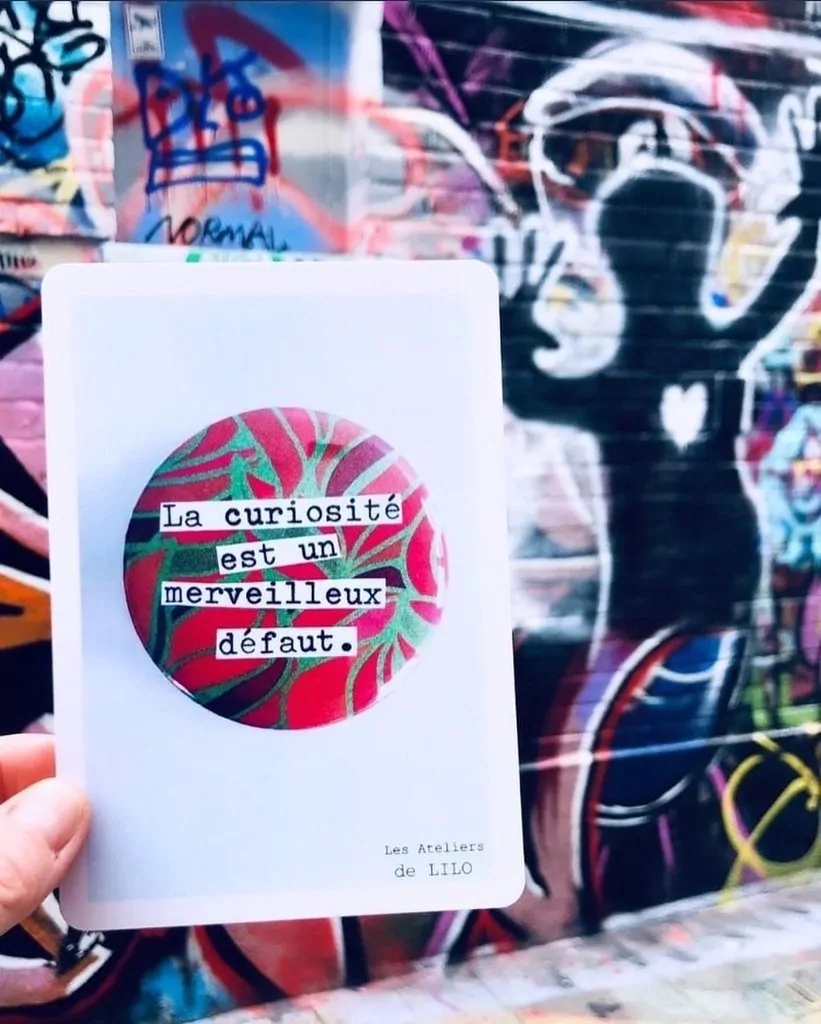 NORMAL
La curiosité
est un
merveilleux
défaut.
Les Ateliers
de LILO